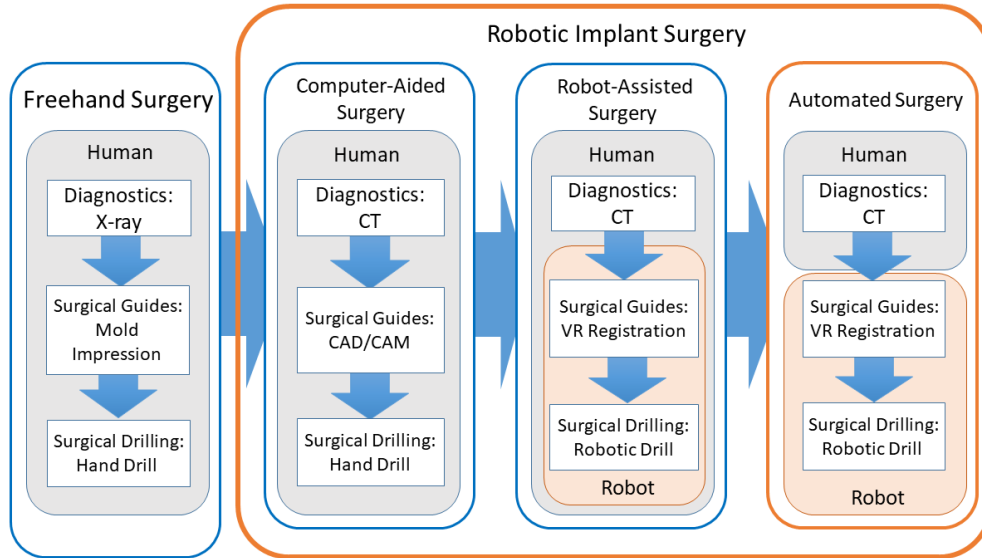 Robotic Implant Surgery
Freehand Surgery
Human
Diagnostics:
X-ray
Surgical Guides:
Mold
Impression
Surgical Drilling:
Hand Drill
Computer-Aided
Surgery
Human
Diagnostics:
CT
Surgical Guides:
CAD/CAM
Surgical Drilling:
Hand Drill
Robot-Assisted
Surgery
Human
Diagnostics:
CT
Surgical Guides:
VR Registration
Surgical Drilling:
Robotic Drill
Robot
Automated Surgery
Human
Diagnostics:
CT
Surgical Guides:
VR Registration
Surgical Drilling:
Robotic Drill
Robot